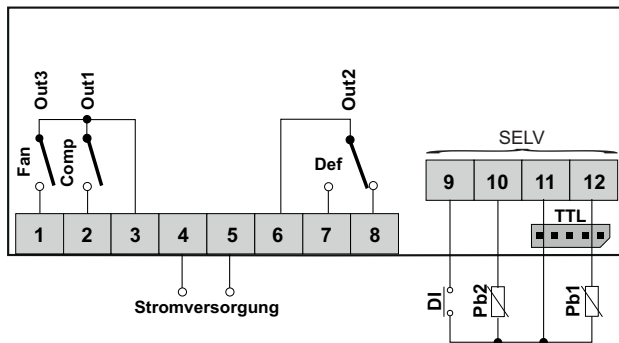 Out3
Out1
Out2
Fan
Comp
Def
SELV
9 10 11 12
TTL
1 2 3 4 5 6 7 8
Stromversorgung
DI
Pb2
Pb1